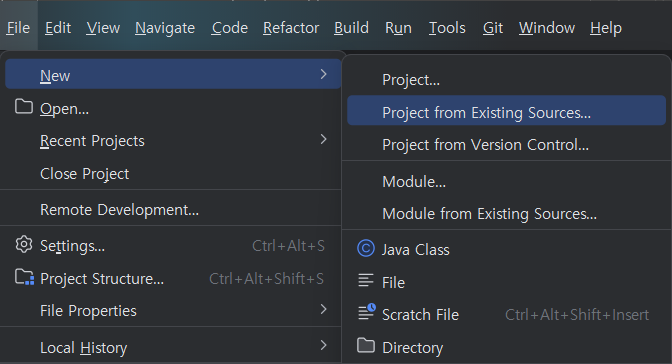 File Edit View Navigate Code Refactor Build Run Tools Git Window Help
New
Open...
Recent Projects
Close Project
Remote Development...
Settings... Ctrl+Alt+S
Project Structure... Ctrl+Alt+Shift+S
File Properties
Local History
Project...
Project from Existing Sources...
Project from Version Control...
Module...
Module from Existing Sources...
Java Class
File
Scratch File Ctrl+Alt+Shift+Insert
Directory